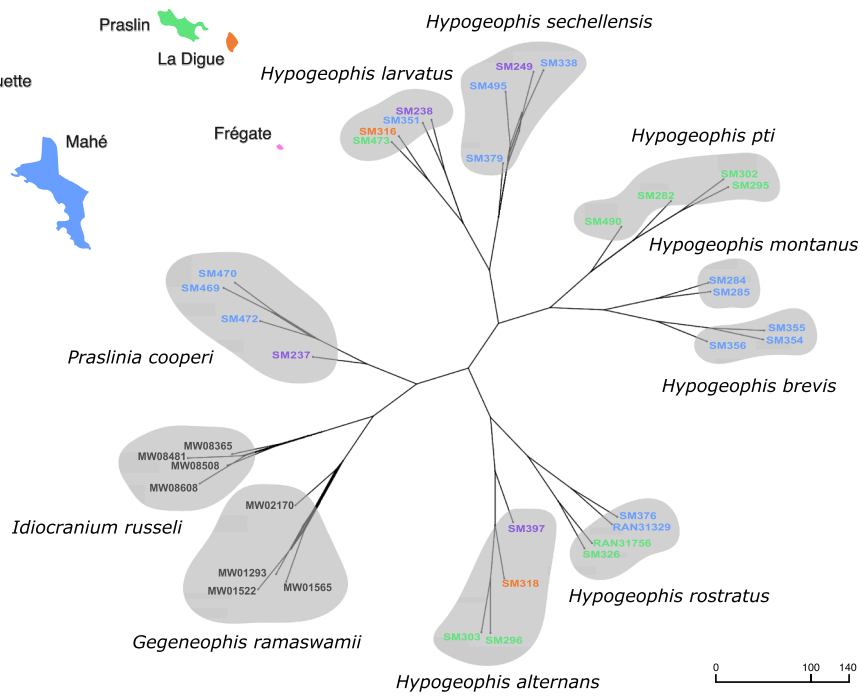 Praslin
La Digue
uette
Mahé
Frégate
Hypogeophis sechellensis
SM249
SM338
SM495
SM379
Hypogeophis larvatus
SM238
SM351
SM316
SM473
Hypogeophis pti
SM302
SM295
SM282
SM490
Hypogeophis montanus
SM284
SM285
SM355
SM354
SM356
Hypogeophis brevis
SM470
SM469
SM472
SM237
Praslinia cooperi
MW08365
MW08481
MW08508
MW08608
Idiocranium russeli
MW02170
MW01293
MW01522
MW01565
Gegeneophis ramaswamii
SM397
SM318
SM303
SM296
Hypogeophis alternans
SM376
RAN31329
RAN31756
SM326
Hypogeophis rostratus
0 100 140